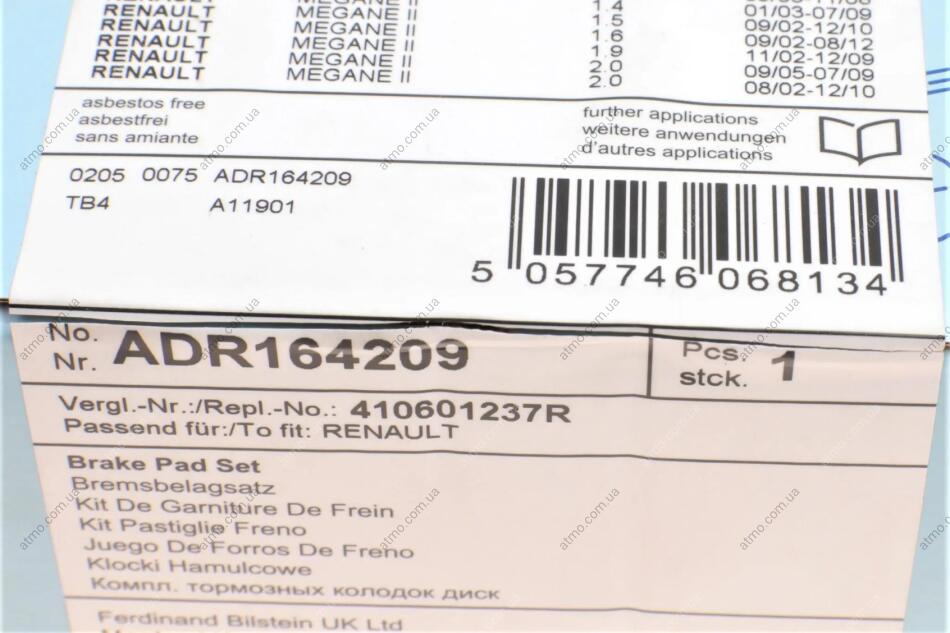 RENAULT MEGANE II 1.4 01/03-07/09
RENAULT MEGANE II 1.5 09/02-12/10
RENAULT MEGANE II 1.6 09/02-08/12
RENAULT MEGANE II 1.9 11/02-12/09
RENAULT MEGANE II 2.0 09/05-07/09
2.0 08/02-12/10
asbestos free
asbestfrei
sans amiante
further applications
weitere anwendungen
d'autres applications
0205 0075 ADR164209
TB4 A11901
5 057746 068134
No.
Nr. ADR164209
Pcs.
stck. 1
Vergl.-Nr.:/Repl.-No.: 410601237R
Passend für:/To fit: RENAULT
Brake Pad Set
Bremsbelagsatz
Kit De Garniture De Frein
Kit Pastiglie Freno
Juego De Forros De Freno
Klocki Hamulcowe
Компл. тормозных колодок диск
Ferdinand Bilstein UK Ltd
atmo.com.ua